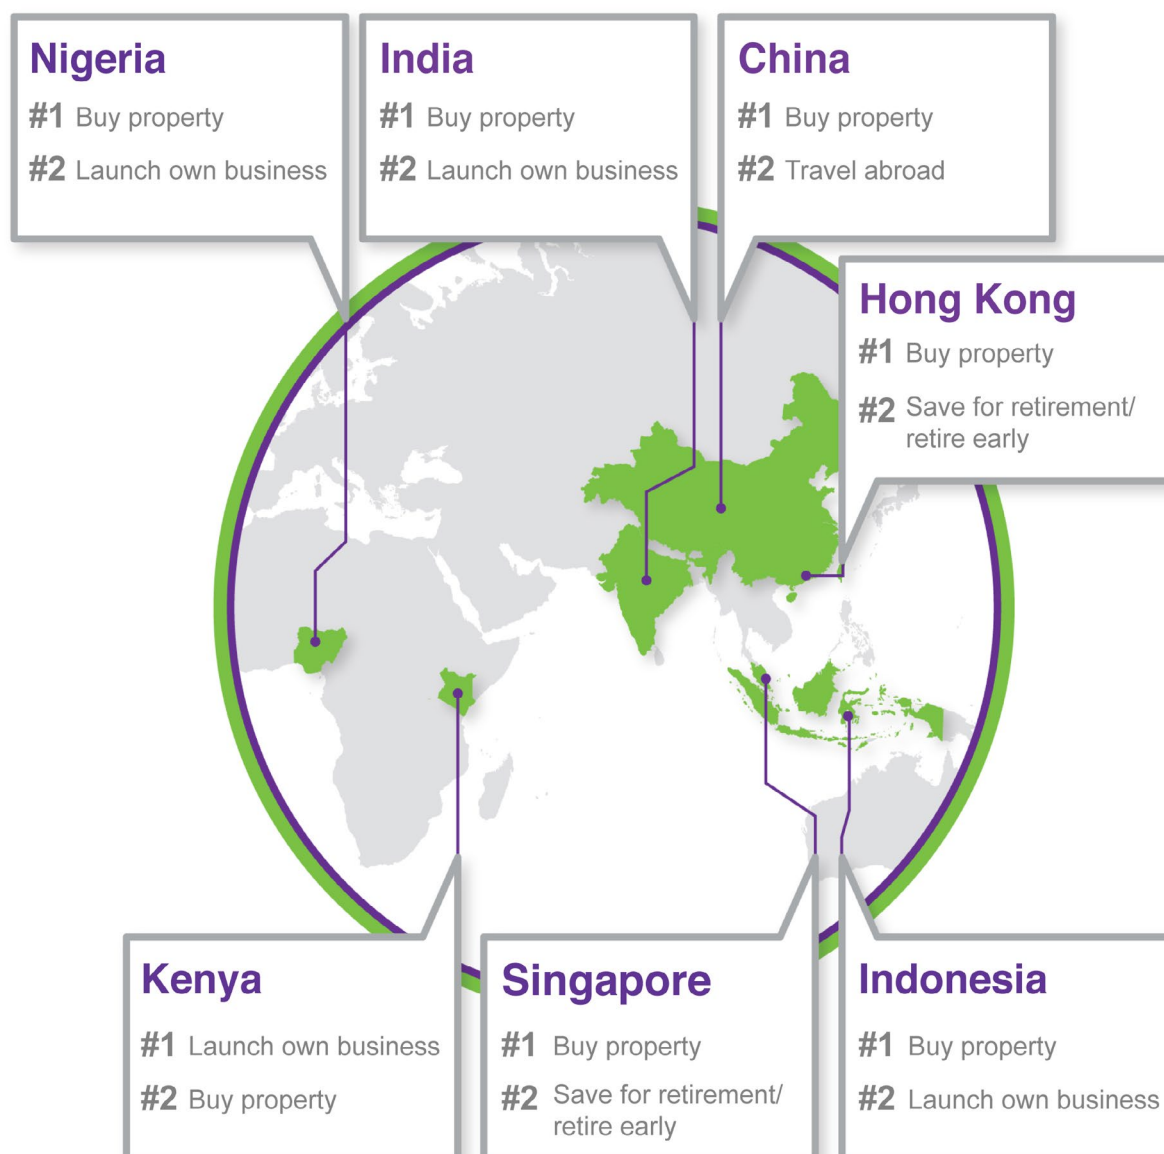 Nigeria
#1 Buy property
#2 Launch own business
India
#1 Buy property
#2 Launch own business
China
#1 Buy property
#2 Travel abroad
Hong Kong
#1 Buy property
#2 Save for retirement/
retire early
Kenya
#1 Launch own business
#2 Buy property
Singapore
#1 Buy property
#2 Save for retirement/
retire early
Indonesia
#1 Buy property
#2 Launch own business